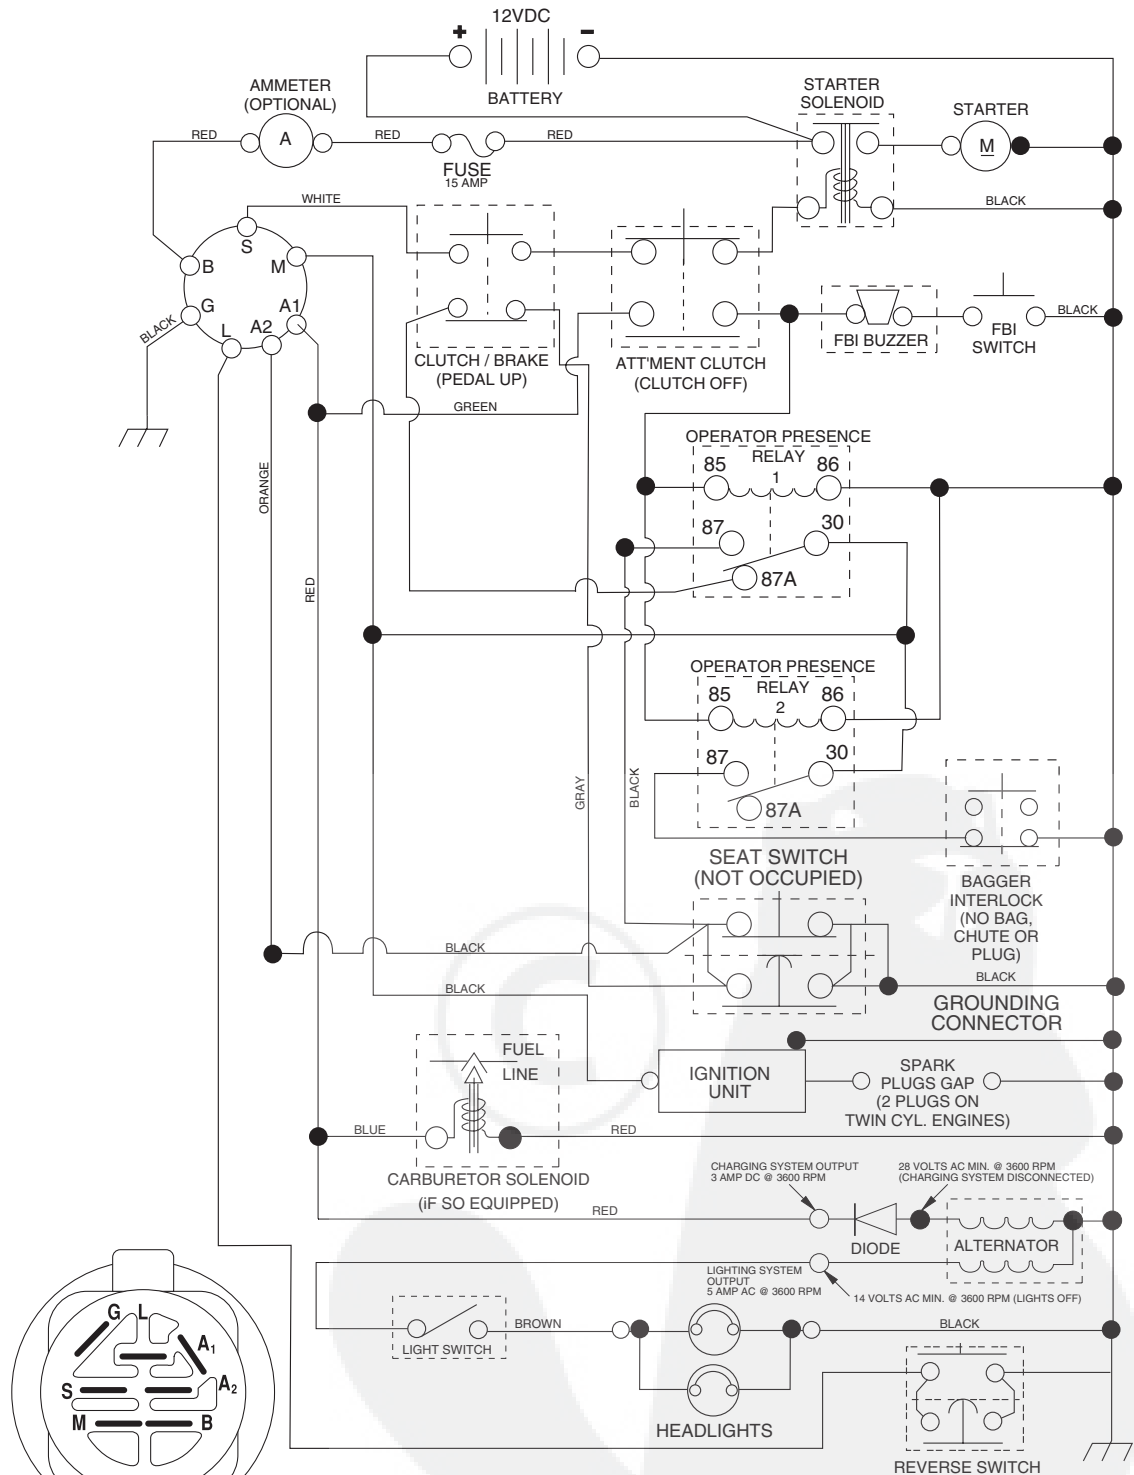 12VDC
+
−
BATTERY
AMMETER
(OPTIONAL)
STARTER
SOLENOID
STARTER
RED
A
RED
RED
M
FUSE
15 AMP
WHITE
BLACK
S
B
M
G
A1
L
A2
BLACK
CLUTCH / BRAKE
(PEDAL UP)
ATT'MENT CLUTCH
(CLUTCH OFF)
FBI BUZZER
FBI
SWITCH
BLACK
GREEN
OPERATOR PRESENCE
RELAY
1
85
86
87
30
87A
ORANGE
RED
OPERATOR PRESENCE
RELAY
2
85
86
87
30
87A
GRAY
BLACK
SEAT SWITCH
(NOT OCCUPIED)
BAGGER
INTERLOCK
(NO BAG,
CHUTE OR
PLUG)
BLACK
BLACK
BLACK
GROUNDING
CONNECTOR
FUEL
LINE
IGNITION
UNIT
SPARK
PLUGS GAP
(2 PLUGS ON
TWIN CYL. ENGINES)
BLUE
RED
CARBURETOR SOLENOID
(iF SO EQUIPPED)
CHARGING SYSTEM OUTPUT
3 AMP DC @ 3600 RPM
28 VOLTS AC MIN. @ 3600 RPM
(CHARGING SYSTEM DISCONNECTED)
RED
DIODE
ALTERNATOR
LIGHTING SYSTEM
OUTPUT
5 AMP AC @ 3600 RPM
14 VOLTS AC MIN. @ 3600 RPM (LIGHTS OFF)
LIGHT SWITCH
BROWN
BLACK
HEADLIGHTS
REVERSE SWITCH
G
L
A1
A2
S
M
B
C